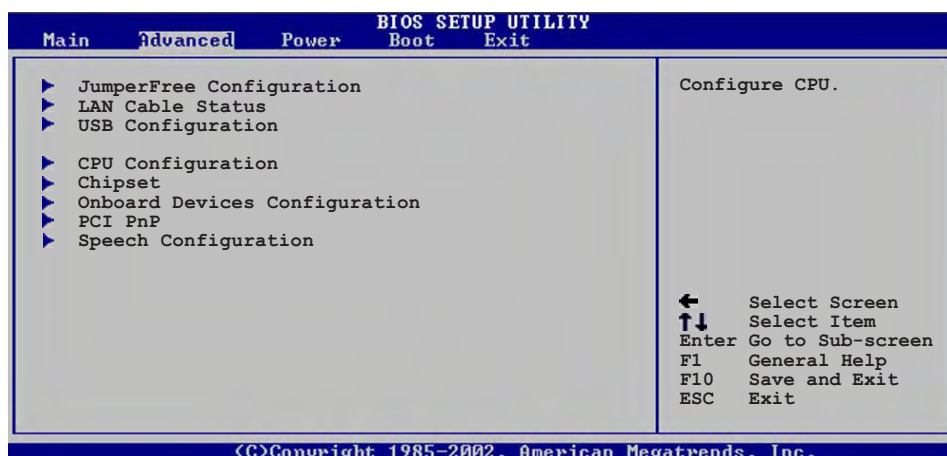 BIOS SETUP UTILITY
Main Advanced Power Boot Exit
JumperFree Configuration
LAN Cable Status
USB Configuration
CPU Configuration
Chipset
Onboard Devices Configuration
PCI PnP
Speech Configuration
Configure CPU.
← Select Screen
↑↓ Select Item
Enter Go to Sub-screen
F1 General Help
F10 Save and Exit
ESC Exit
(C)Copyright 1985-2002, American Megatrends, Inc.